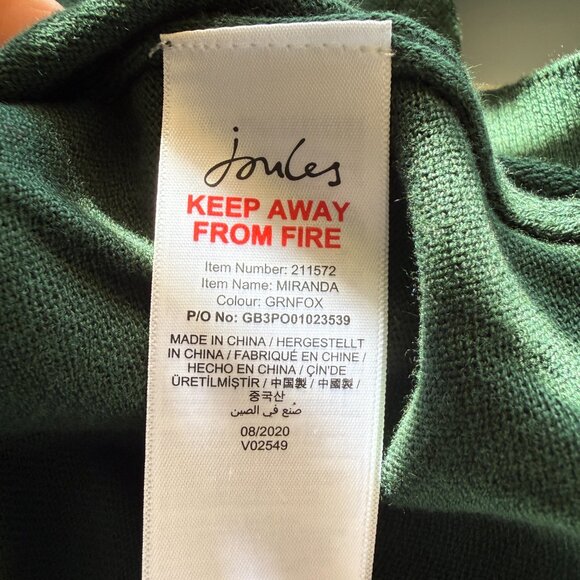 joules
KEEP AWAY
FROM FIRE
Item Number: 211572
Item Name: MIRANDA
Colour: GRNFOX
P/O No: GB3PO01023539
MADE IN CHINA / HERGESTELLT
IN CHINA / FABRIQUÉ EN CHINE /
HECHO EN CHINA / ÇİN'DE
ÜRETİLMİŞTİR / 中国製 / 中國製 /
중국산
صُنع في الصين
08/2020
V02549